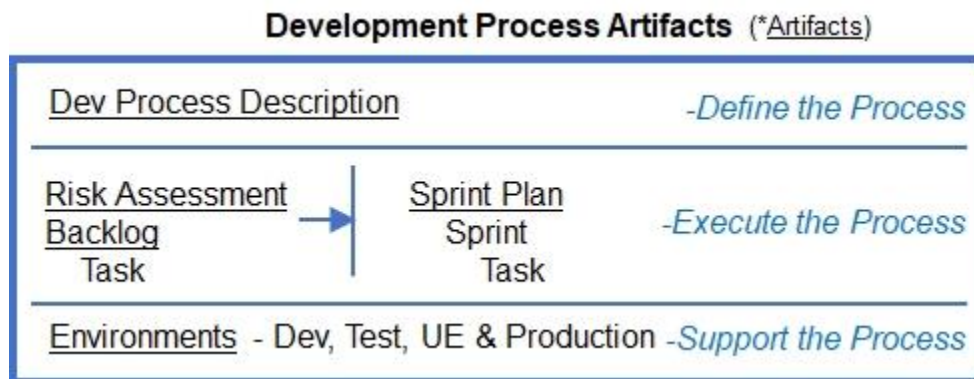 Development Process Artifacts (*Artifacts)
Dev Process Description -Define the Process
Risk Assessment
Backlog
Task
Sprint Plan
Sprint
Task
-Execute the Process
Environments - Dev, Test, UE & Production -Support the Process